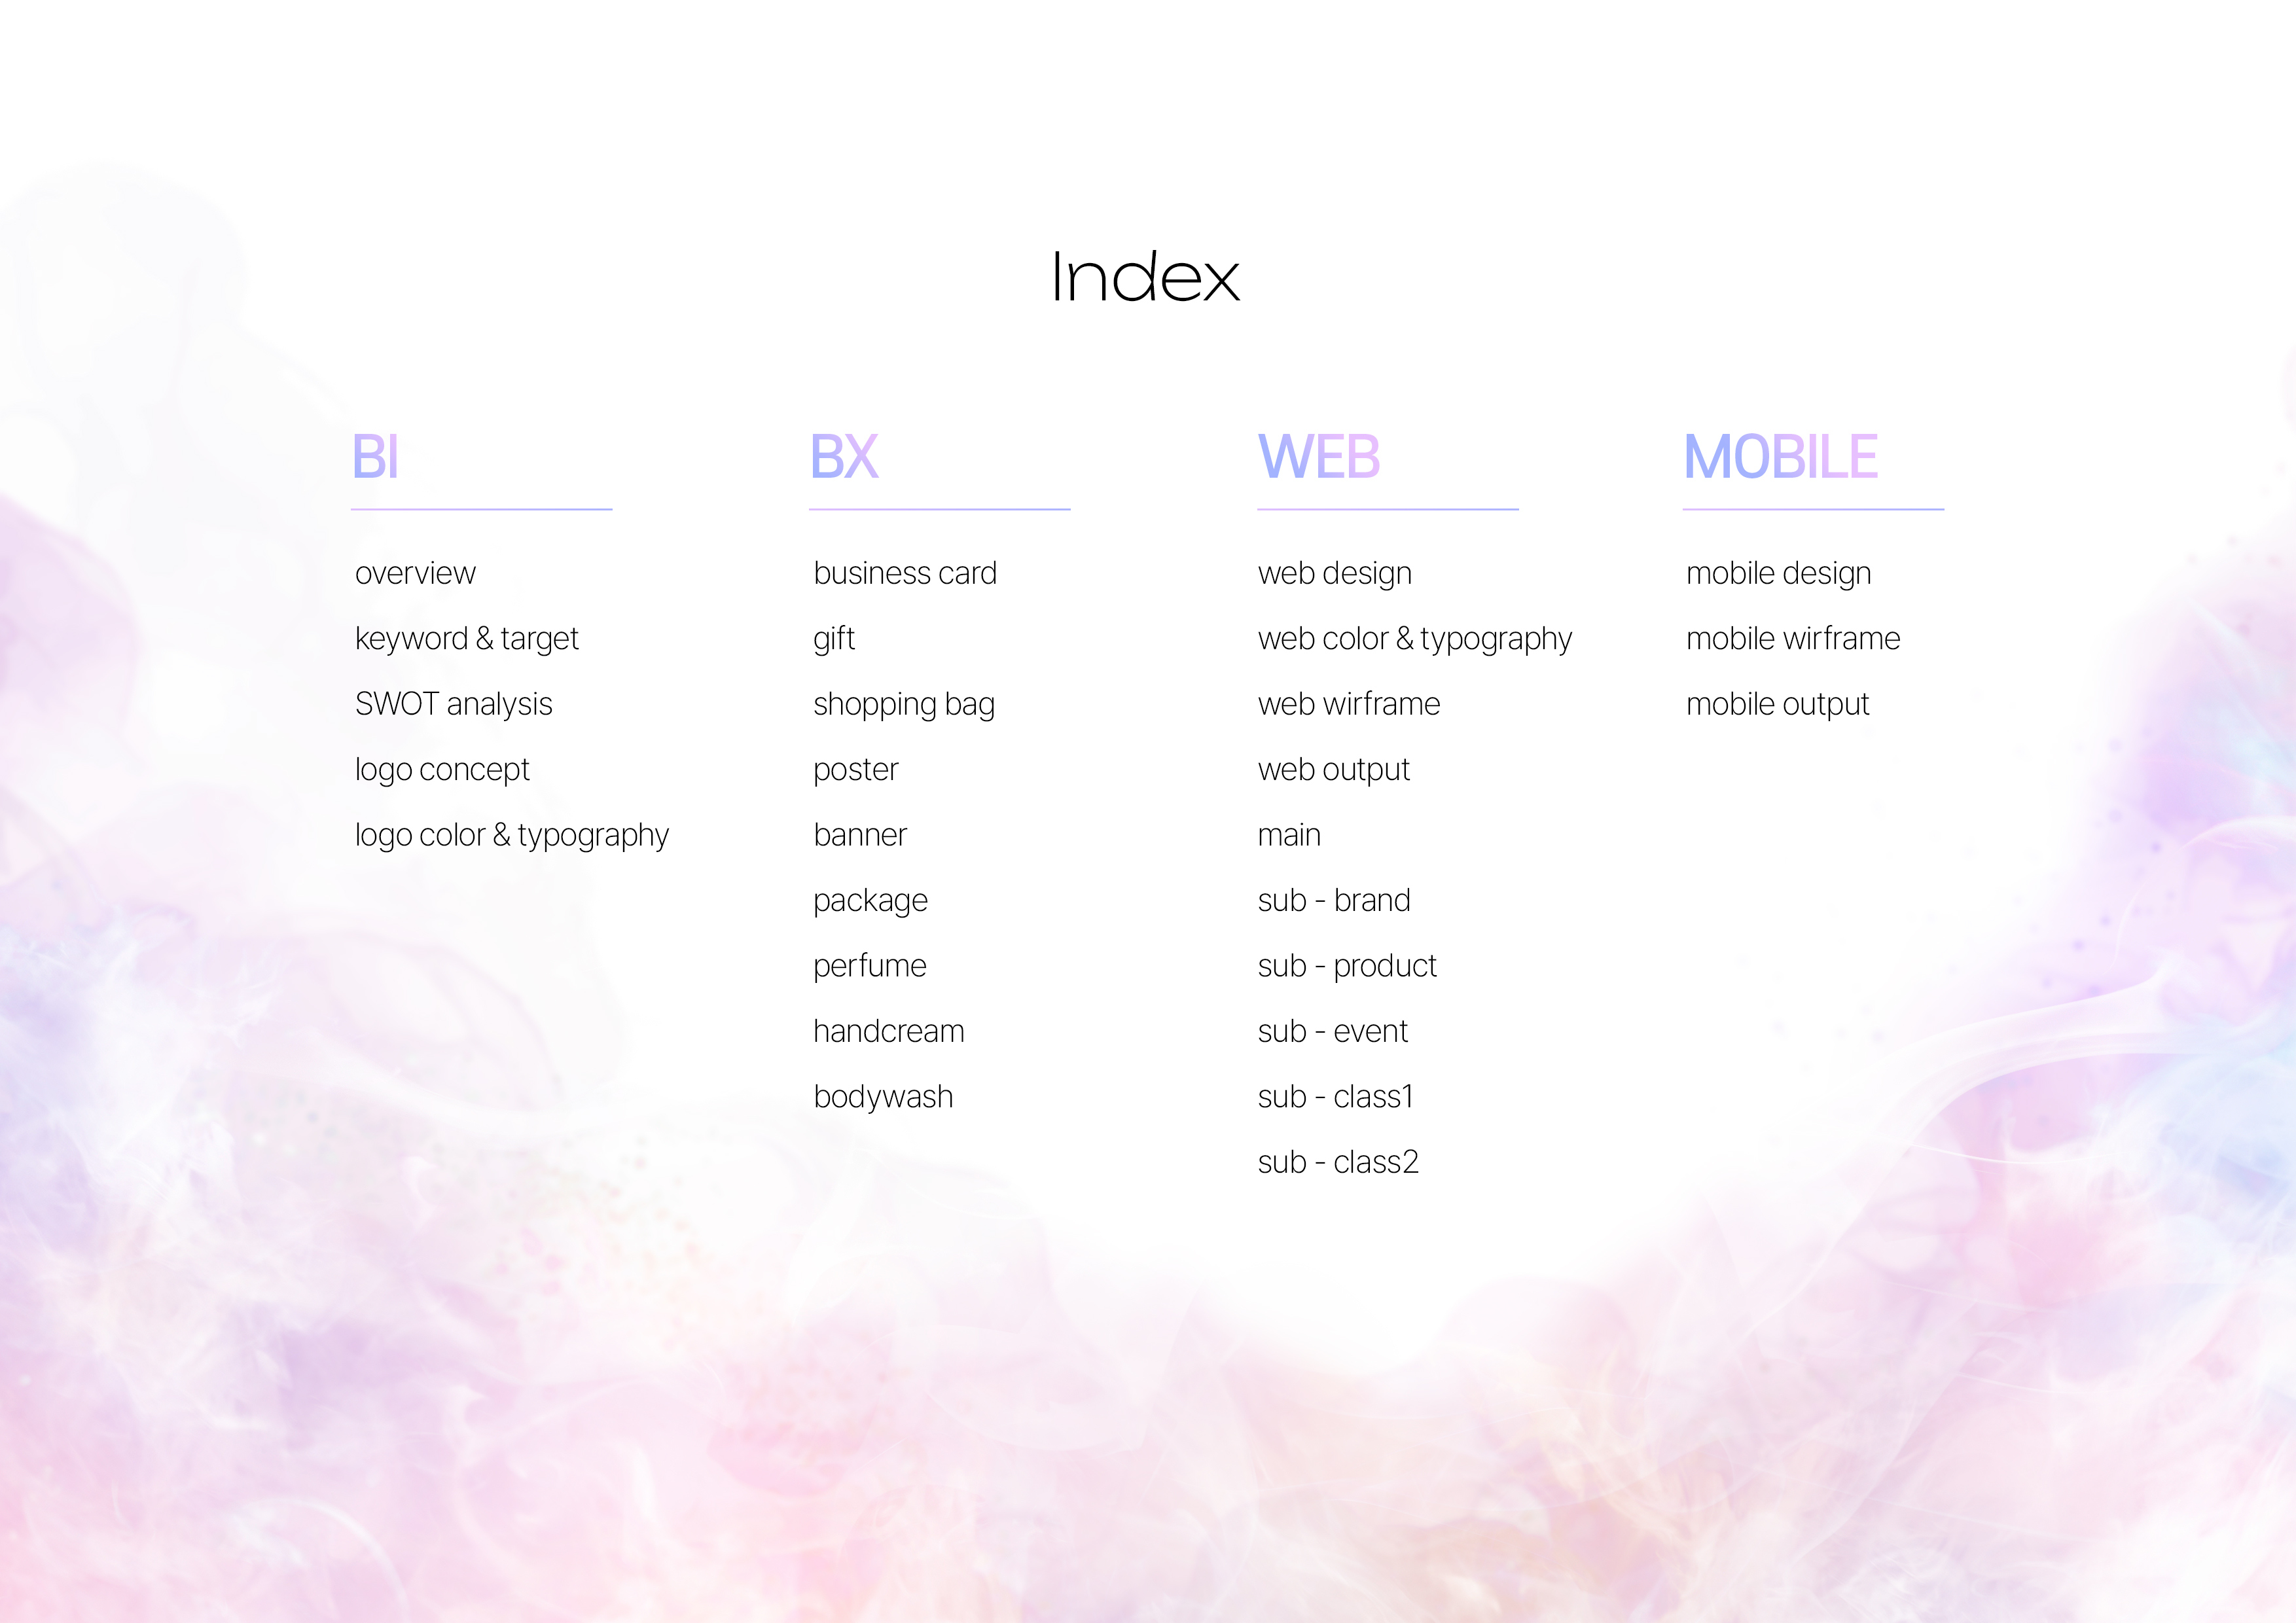 Index
BI
overview
keyword & target
SWOT analysis
logo concept
logo color & typography
BX
business card
gift
shopping bag
poster
banner
package
perfume
handcream
bodywash
WEB
web design
web color & typography
web wirframe
web output
main
sub - brand
sub - product
sub - event
sub - class1
sub - class2
MOBILE
mobile design
mobile wirframe
mobile output